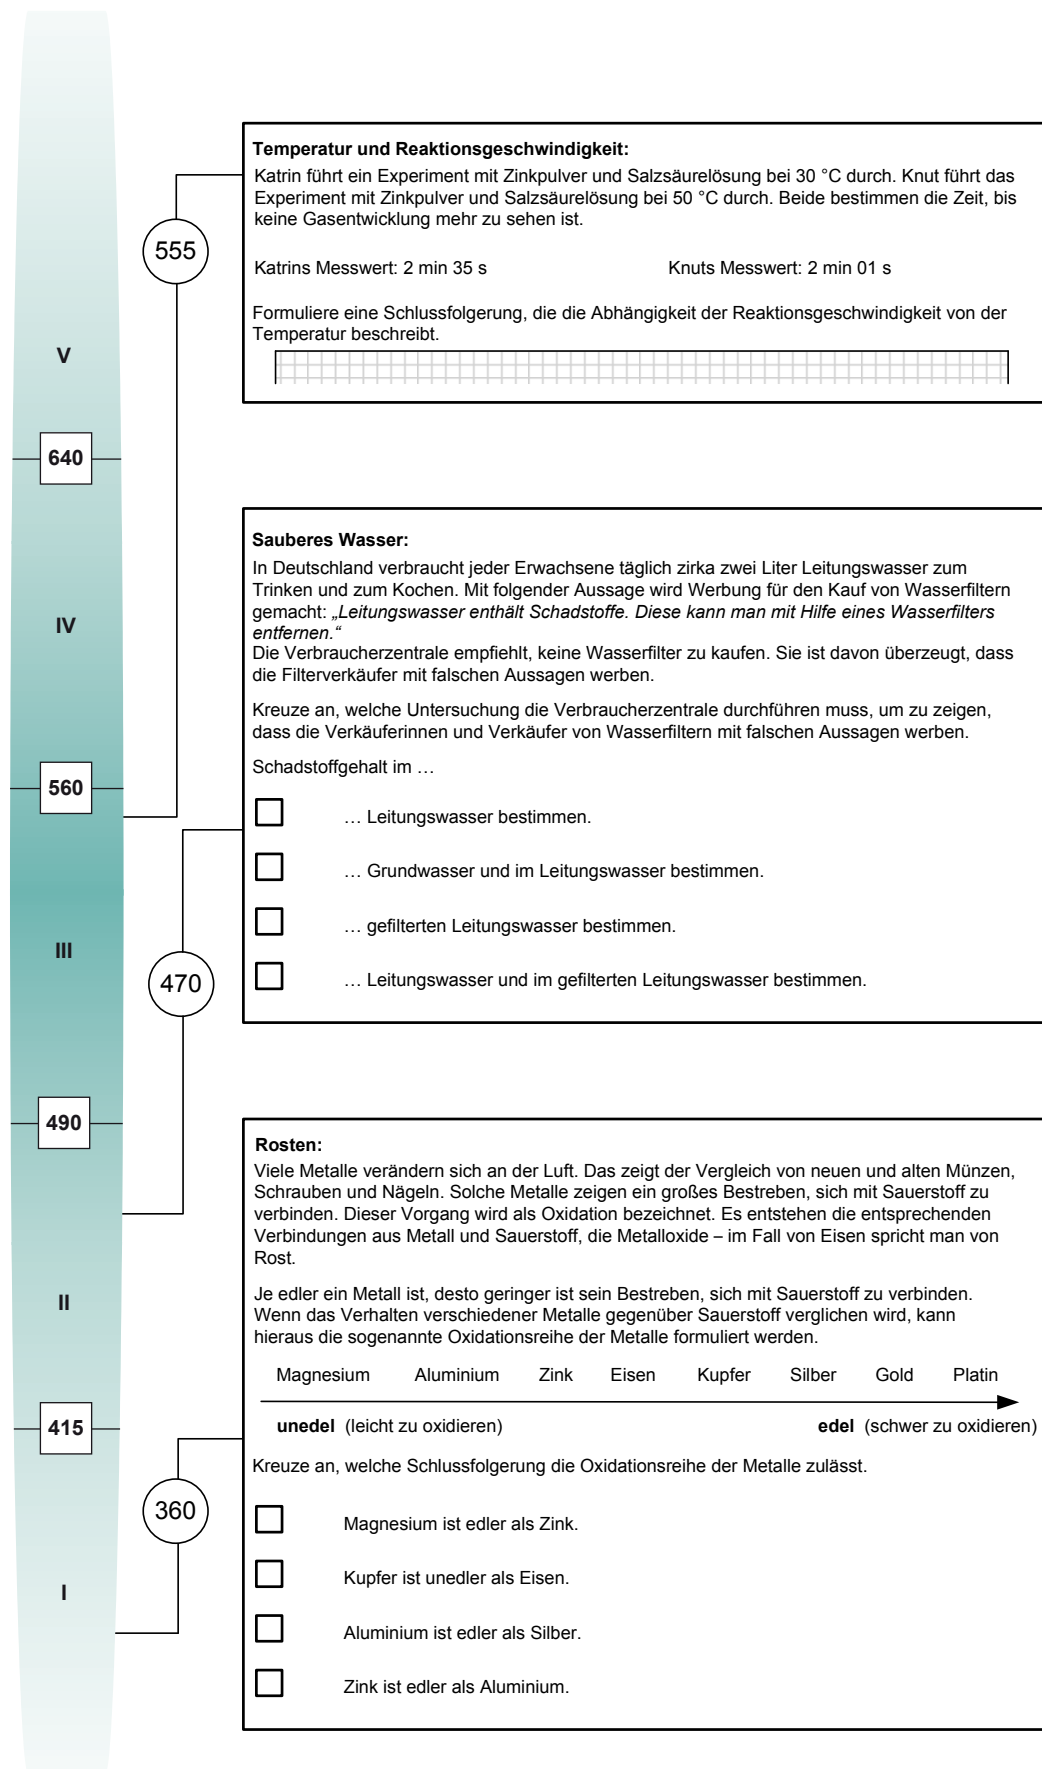 Temperatur und Reaktionsgeschwindigkeit:
Katrin führt ein Experiment mit Zinkpulver und Salzsäurelösung bei 30 °C durch. Knut führt das
Experiment mit Zinkpulver und Salzsäurelösung bei 50 °C durch. Beide bestimmen die Zeit, bis
keine Gasentwicklung mehr zu sehen ist.
555
Katrins Messwert: 2 min 35 s Knuts Messwert: 2 min 01 s
Formuliere eine Schlussfolgerung, die die Abhängigkeit der Reaktionsgeschwindigkeit von der
Temperatur beschreibt.
V
640
Sauberes Wasser:
In Deutschland verbraucht jeder Erwachsene täglich zirka zwei Liter Leitungswasser zum
Trinken und zum Kochen. Mit folgender Aussage wird Werbung für den Kauf von Wasserfiltern
gemacht: „Leitungswasser enthält Schadstoffe. Diese kann man mit Hilfe eines Wasserfilters
entfernen.“
IV
Die Verbraucherzentrale empfiehlt, keine Wasserfilter zu kaufen. Sie ist davon überzeugt, dass
die Filterverkäufer mit falschen Aussagen werben.
Kreuze an, welche Untersuchung die Verbraucherzentrale durchführen muss, um zu zeigen,
dass die Verkäuferinnen und Verkäufer von Wasserfiltern mit falschen Aussagen werben.
Schadstoffgehalt im …
560
… Leitungswasser bestimmen.
… Grundwasser und im Leitungswasser bestimmen.
… gefilterten Leitungswasser bestimmen.
III
470
… Leitungswasser und im gefilterten Leitungswasser bestimmen.
490
Rosten:
Viele Metalle verändern sich an der Luft. Das zeigt der Vergleich von neuen und alten Münzen,
Schrauben und Nägeln. Solche Metalle zeigen ein großes Bestreben, sich mit Sauerstoff zu
verbinden. Dieser Vorgang wird als Oxidation bezeichnet. Es entstehen die entsprechenden
Verbindungen aus Metall und Sauerstoff, die Metalloxide – im Fall von Eisen spricht man von
Rost.
II
Je edler ein Metall ist, desto geringer ist sein Bestreben, sich mit Sauerstoff zu verbinden.
Wenn das Verhalten verschiedener Metalle gegenüber Sauerstoff verglichen wird, kann
hieraus die sogenannte Oxidationsreihe der Metalle formuliert werden.
Magnesium Aluminium Zink Eisen Kupfer Silber Gold Platin
415
unedel (leicht zu oxidieren) edel (schwer zu oxidieren)
Kreuze an, welche Schlussfolgerung die Oxidationsreihe der Metalle zulässt.
360
Magnesium ist edler als Zink.
Kupfer ist unedler als Eisen.
I
Aluminium ist edler als Silber.
Zink ist edler als Aluminium.